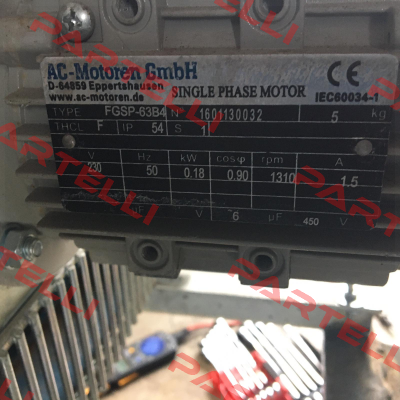 AC-Motoren GmbH
D-64859 Eppertshausen
www.ac-motoren.de
SINGLE PHASE MOTOR
CE
IEC60034-1
TYPE FGSP-63B4 N° 1601130032 5 kg
THCL F IP 54 S 1
V Hz kW cosφ rpm A
230 50 0.18 0.90 1310 1.5
µF V 6 µF 450 V
PARTELLI
PARTELLI
PARTELLI
PARTELLI
PARTELLI